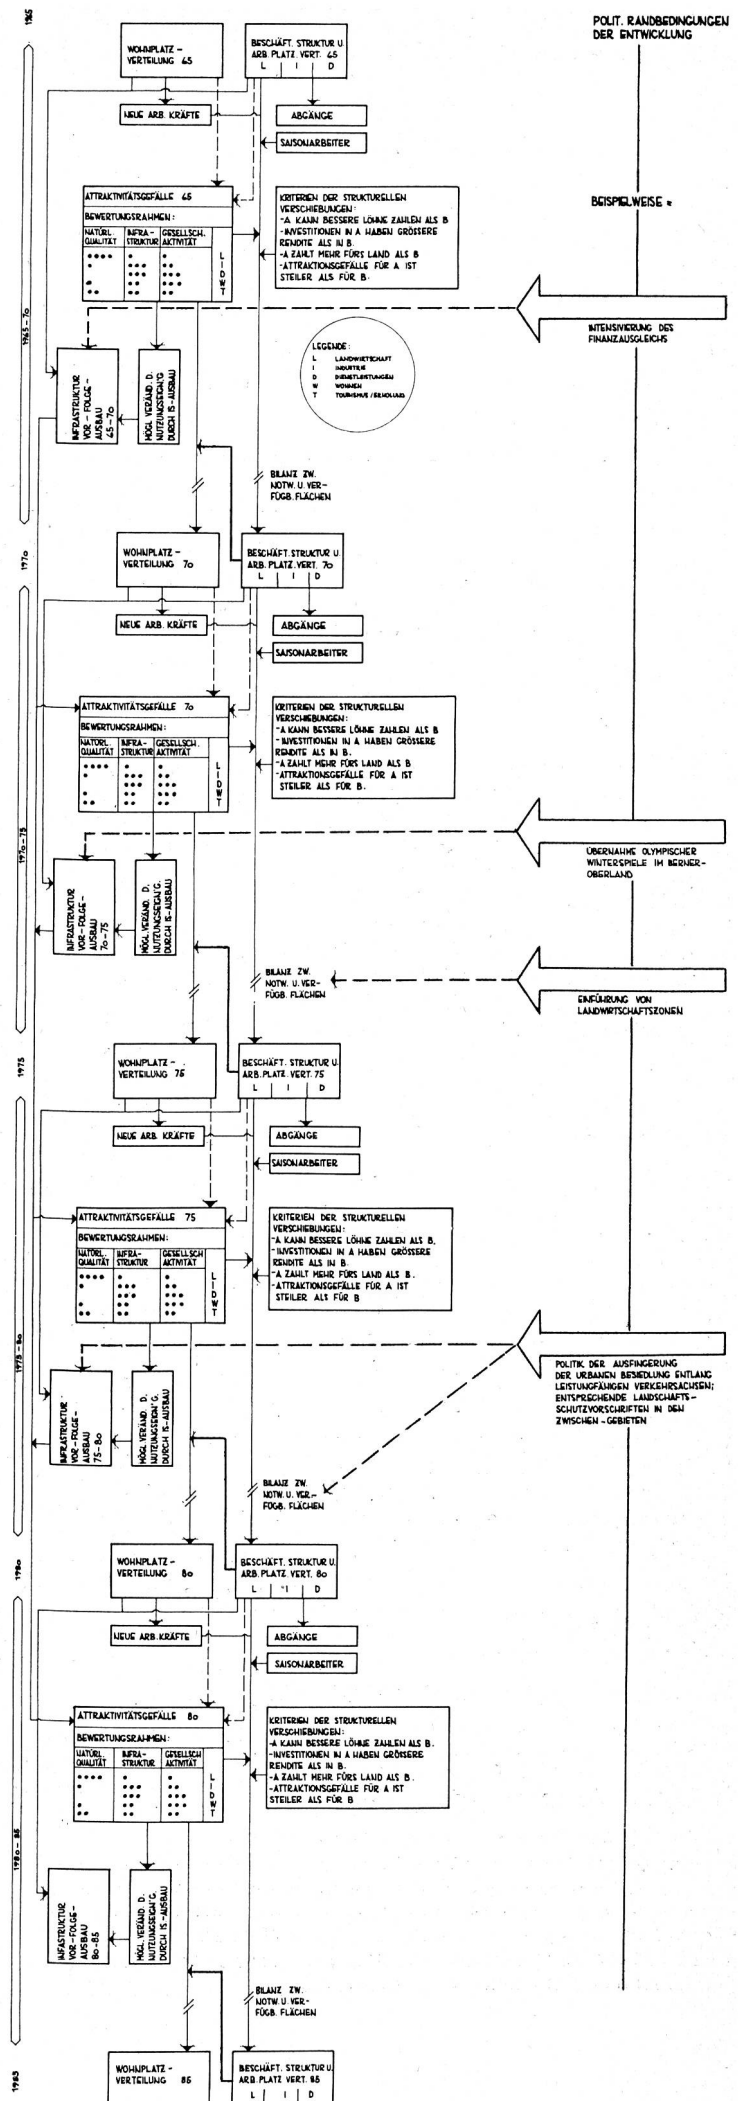 1965
WOHNPLATZ-
VERTEILUNG 65
BESCHÄFT. STRUKTUR U.
ARB. PLATZ. VERT. 65
L | I | D
POLIT. RANDBEDINGUNGEN
DER ENTWICKLUNG
NEUE ARB. KRÄFTE
ABGÄNGE
SAISONARBEITER
ATTRAKTIVITÄTSGEFÄLLE 65
BEWERTUNGSRAHMEN:
NATÜRL. QUALITÄT
INFRA-STRUKTUR
GESELLSCH. AKTIVITÄT
L I D W T
KRITERIEN DER STRUKTURELLEN
VERSCHIEBUNGEN:
-A KANN BESSERE LÖHNE ZAHLEN ALS B
-INVESTITIONEN IN A HABEN GRÖSSERE
RENDITE ALS IN B.
-A ZAHLT MEHR FÜRS LAND ALS B
-ATTRAKTIONSGEFÄLLE FÜR A IST
STEILER ALS FÜR B.
BEISPIELWEISE =
INTENSIVIERUNG DES
FINANZAUSGLEICHS
1965-70
INFRASTRUKTUR
VOR-FOLGE-
AUSBAU
65-70
MÖGL. VERÄND. D.
NUTZUNGSEIGN'G.
DURCH IS-AUSBAU
LEGENDE:
L LANDWIRTSCHAFT
I INDUSTRIE
D DIENSTLEISTUNGEN
W WOHNEN
T TOURISMUS / ERHOLUNG
BILANZ ZW.
NOTW. U. VER-
FÜGB. FLÄCHEN
1970
WOHNPLATZ-
VERTEILUNG 70
BESCHÄFT. STRUKTUR U.
ARB. PLATZ. VERT. 70
L | I | D
NEUE ARB. KRÄFTE
ABGÄNGE
SAISONARBEITER
ATTRAKTIVITÄTSGEFÄLLE 70
BEWERTUNGSRAHMEN:
NATÜRL. QUALITÄT
INFRA-STRUKTUR
GESELLSCH. AKTIVITÄT
L I D W T
KRITERIEN DER STRUKTURELLEN
VERSCHIEBUNGEN:
-A KANN BESSERE LÖHNE ZAHLEN ALS B
-INVESTITIONEN IN A HABEN GRÖSSERE
RENDITE ALS IN B.
-A ZAHLT MEHR FÜRS LAND ALS B
-ATTRAKTIONSGEFÄLLE FÜR A IST
STEILER ALS FÜR B.
1970-75
ÜBERNAHME OLYMPISCHER
WINTERSPIELE IM BERNER-
OBERLAND
INFRASTRUKTUR
VOR-FOLGE-
AUSBAU
70-75
MÖGL. VERÄND. D.
NUTZUNGSEIGN'G.
DURCH IS-AUSBAU
BILANZ ZW.
NOTW. U. VER-
FÜGB. FLÄCHEN
EINFÜHRUNG VON
LANDWIRTSCHAFTSZONEN
1975
WOHNPLATZ-
VERTEILUNG 75
BESCHÄFT. STRUKTUR U.
ARB. PLATZ. VERT. 75
L | I | D
NEUE ARB. KRÄFTE
ABGÄNGE
SAISONARBEITER
ATTRAKTIVITÄTSGEFÄLLE 75
BEWERTUNGSRAHMEN:
NATÜRL. QUALITÄT
INFRA-STRUKTUR
GESELLSCH AKTIVITÄT
L I D W T
KRITERIEN DER STRUKTURELLEN
VERSCHIEBUNGEN:
-A KANN BESSERE LÖHNE ZAHLEN ALS B.
-INVESTITIONEN IN A HABEN GRÖSSERE
RENDITE ALS IN B.
-A ZAHLT MEHR FÜRS LAND ALS B.
-ATTRAKTIONSGEFÄLLE FÜR A IST
STEILER ALS FÜR B
1975-80
POLITIK DER AUSFINGERUNG
DER URBANEN BESIEDLUNG ENTLANG
LEISTUNGFÄHIGEN VERKEHRSACHSEN;
ENTSPRECHENDE LANDSCHAFTS-
SCHUTZVORSCHRIFTEN IN DEN
ZWISCHEN-GEBIETEN
INFRASTRUKTUR
VOR-FOLGE-
AUSBAU
75-80
MÖGL. VERÄND. D.
NUTZUNGSEIGN'G.
DURCH IS-AUSBAU
BILANZ ZW.
NOTW. U. VER-
FÜGB. FLÄCHEN
1980
WOHNPLATZ-
VERTEILUNG 80
BESCHÄFT. STRUKTUR U.
ARB. PLATZ. VERT. 80
L | I | D
NEUE ARB. KRÄFTE
ABGÄNGE
SAISONARBEITER
ATTRAKTIVITÄTSGEFÄLLE 80
BEWERTUNGSRAHMEN:
NATÜRL. QUALITÄT
INFRA-STRUKTUR
GESELLSCH AKTIVITÄT
L I D W T
KRITERIEN DER STRUKTURELLEN
VERSCHIEBUNGEN:
-A KANN BESSERE LÖHNE ZAHLEN ALS B.
-INVESTITIONEN IN A HABEN GRÖSSERE
RENDITE ALS IN B.
-A ZAHLT MEHR FÜRS LAND ALS B.
-ATTRAKTIONSGEFÄLLE FÜR A IST
STEILER ALS FÜR B
1980-85
INFASTRUKTUR
VOR-FOLGE-
AUSBAU
80-85
MÖGL. VERÄND. D.
NUTZUNGSEIGN'G.
DURCH IS-AUSBAU
BILANZ ZW.
NOTW. U. VER-
FÜGB. FLÄCHEN
1985
WOHNPLATZ-
VERTEILUNG 85
BESCHÄFT. STRUKTUR U.
ARB. PLATZ VERT. 85
L | I | D